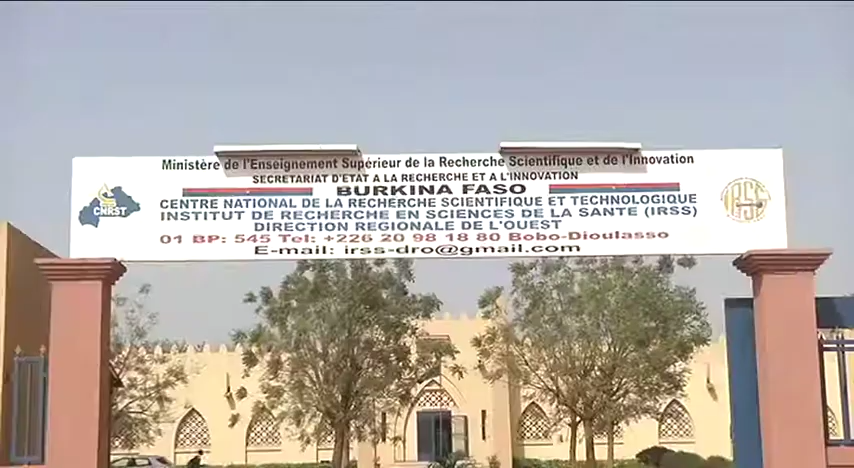 Ministère de l'Enseignement Supérieur de la Recherche Scientifique et de l'Innovation
SECRETARIAT D'ETAT A LA RECHERCHE ET A L'INNOVATION
BURKINA FASO
CENTRE NATIONAL DE LA RECHERCHE SCIENTIFIQUE ET TECHNOLOGIQUE
INSTITUT DE RECHERCHE EN SCIENCES DE LA SANTE (IRSS)
DIRECTION REGIONALE DE L'OUEST
01 BP: 545 Tel: +226 20 98 18 80 Bobo-Dioulasso
E-mail: irss-dro@gmail.com
CNRST
IRSS